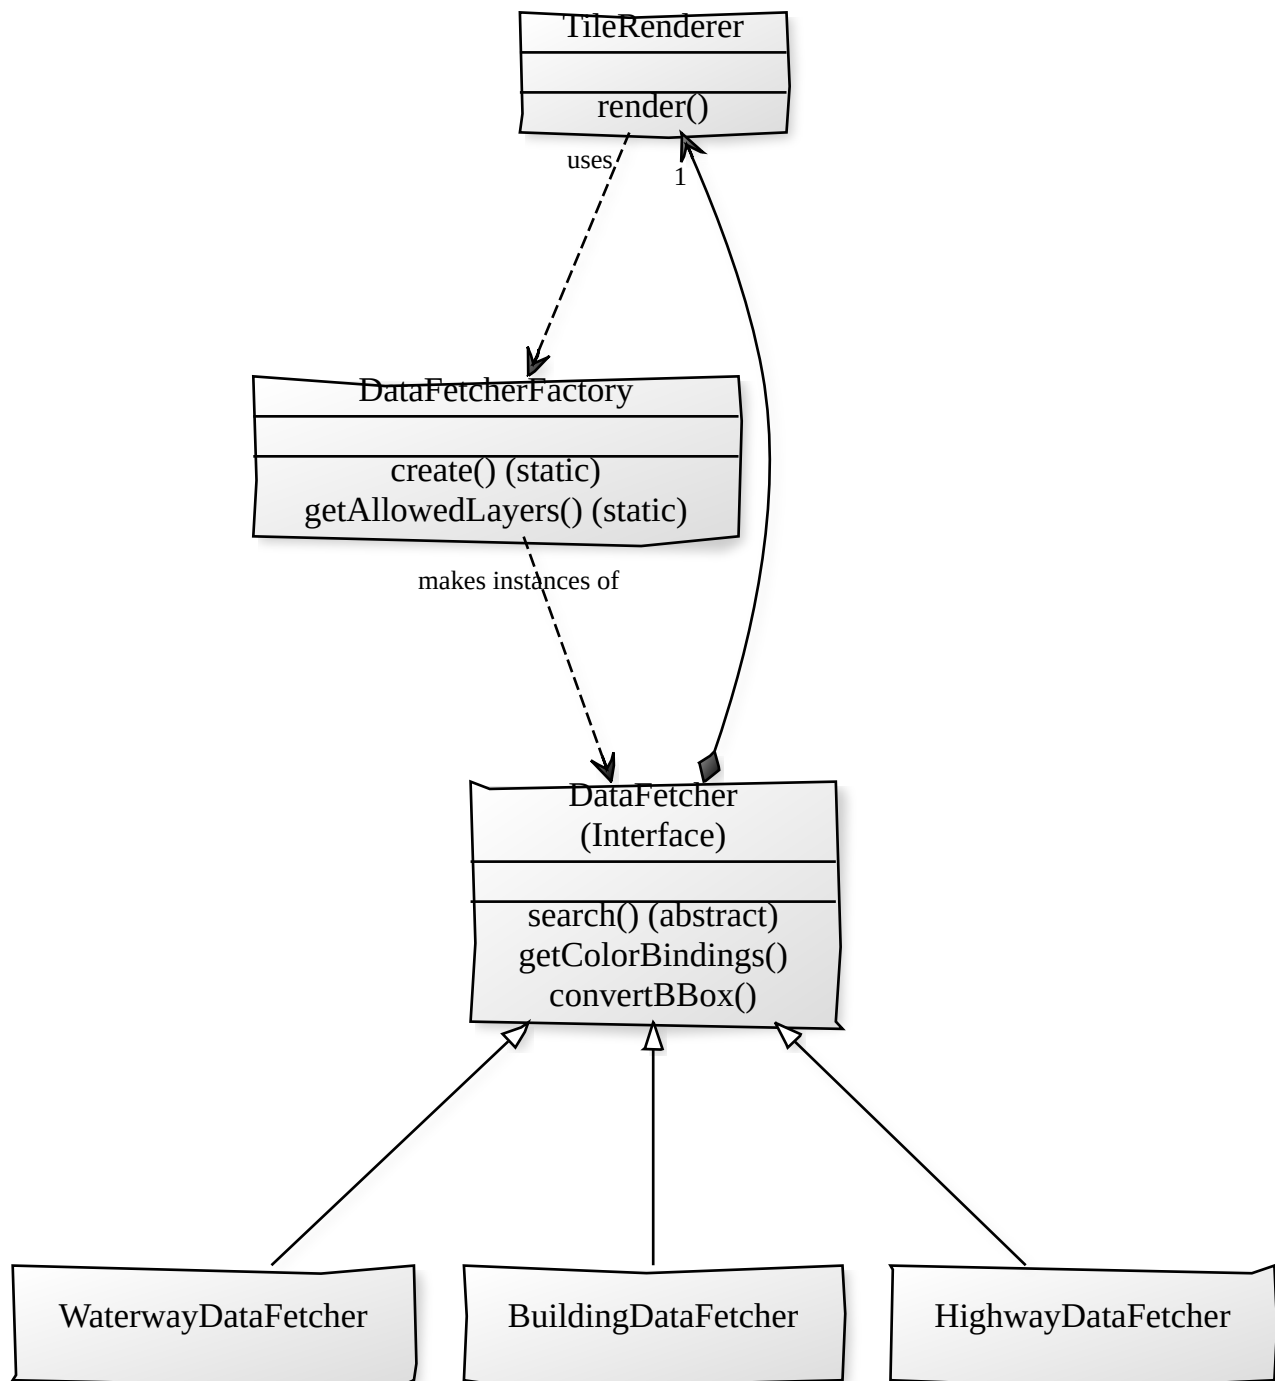 TileRenderer
render()
uses
1
DataFetcherFactory
create() (static)
getAllowedLayers() (static)
makes instances of
DataFetcher
(Interface)
search() (abstract)
getColorBindings()
convertBBox()
WaterwayDataFetcher
BuildingDataFetcher
HighwayDataFetcher